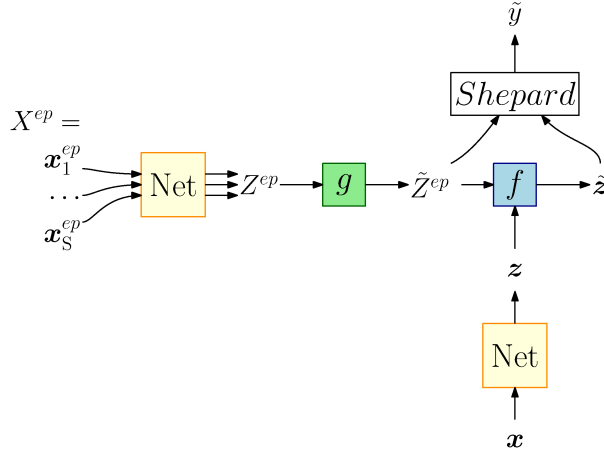 ỹ
Shepard
X^{ep} =
x_1^{ep}
...
x_S^{ep}
Net
Z^{ep}
g
Z̃^{ep}
f
z̃
z
Net
x